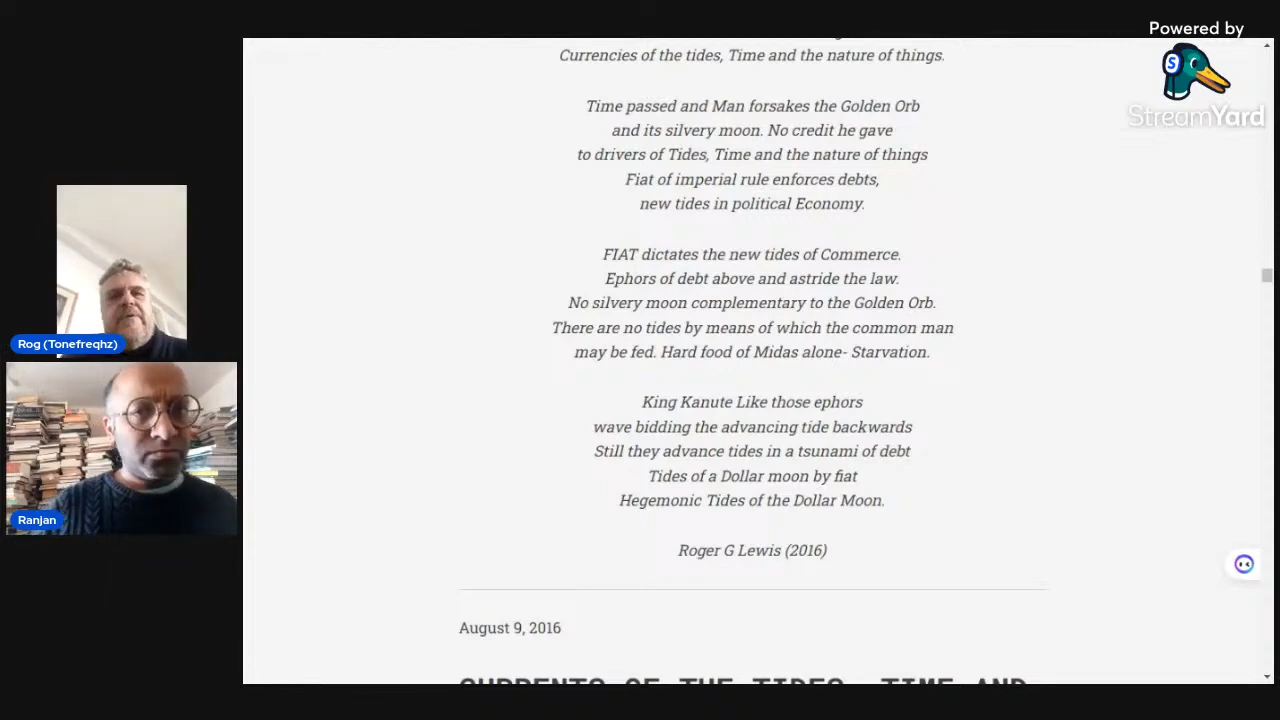 Powered by
StreamYard
Currencies of the tides, Time and the nature of things.
Time passed and Man forsakes the Golden Orb
and its silvery moon. No credit he gave
to drivers of Tides, Time and the nature of things
Fiat of imperial rule enforces debts,
new tides in political Economy.
FIAT dictates the new tides of Commerce.
Ephors of debt above and astride the law.
No silvery moon complementary to the Golden Orb.
There are no tides by means of which the common man
may be fed. Hard food of Midas alone- Starvation.
King Kanute Like those ephors
wave bidding the advancing tide backwards
Still they advance tides in a tsunami of debt
Tides of a Dollar moon by fiat
Hegemonic Tides of the Dollar Moon.
Roger G Lewis (2016)
August 9, 2016
CURRENTS OF THE TIDES, TIME AND
Rog (Tonefreqhz)
Ranjan
S